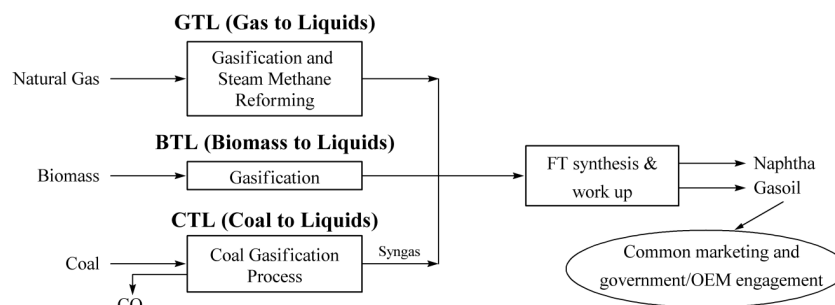 GTL (Gas to Liquids)
Natural Gas
Gasification and
Steam Methane
Reforming
BTL (Biomass to Liquids)
Biomass
Gasification
FT synthesis &
work up
Naphtha
Gasoil
CTL (Coal to Liquids)
Coal
Coal Gasification
Process
Syngas
Common marketing and
government/OEM engagement